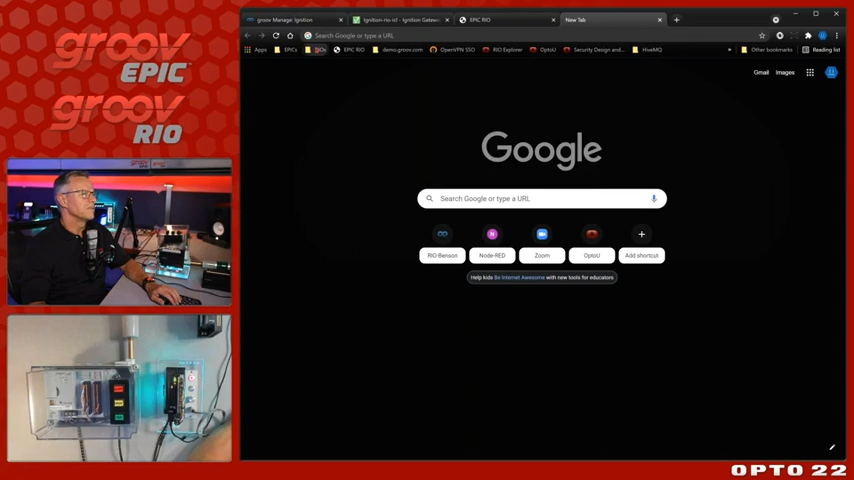 groov
EPIC™
groov
RIO
groov Manage: Ignition
Ignition-rio-icl - Ignition Gatew
EPIC RIO
New Tab
Search Google or type a URL
Apps
EPICs
RIOs
EPIC RIO
demo.groov.com
OpenVPN SSO
RIO Explorer
OptoU
Security Design and...
HiveMQ
»
Other bookmarks
Reading list
Gmail
Images
Google
Search Google or type a URL
N
RIO-Benson
Node-RED
Zoom
OptoU
Add shortcut
Help kids Be Internet Awesome with new tools for educators
OPTO 22